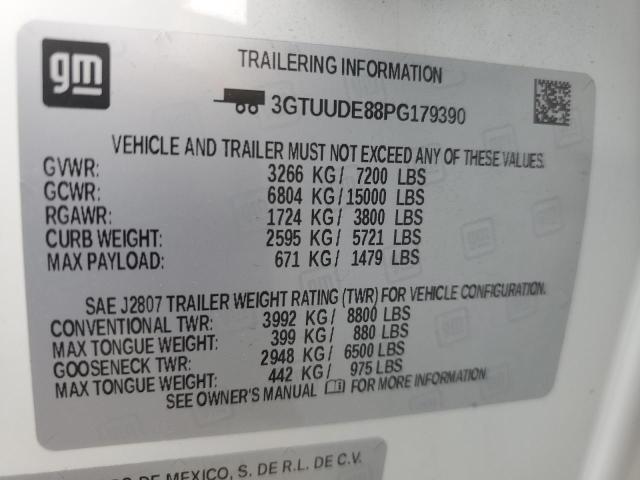 gm
TRAILERING INFORMATION
3GTUUDE88PG179390
VEHICLE AND TRAILER MUST NOT EXCEED ANY OF THESE VALUES.
GVWR: 3266 KG/ 7200 LBS
GCWR: 6804 KG/15000 LBS
RGAWR: 1724 KG/ 3800 LBS
CURB WEIGHT: 2595 KG/ 5721 LBS
MAX PAYLOAD: 671 KG/ 1479 LBS
SAE J2807 TRAILER WEIGHT RATING (TWR) FOR VEHICLE CONFIGURATION.
CONVENTIONAL TWR: 3992 KG/ 8800 LBS
MAX TONGUE WEIGHT: 399 KG/ 880 LBS
GOOSENECK TWR: 2948 KG/ 6500 LBS
MAX TONGUE WEIGHT: 442 KG/ 975 LBS
SEE OWNER'S MANUAL FOR MORE INFORMATION
DE MEXICO, S. DE R.L. DE C.V.